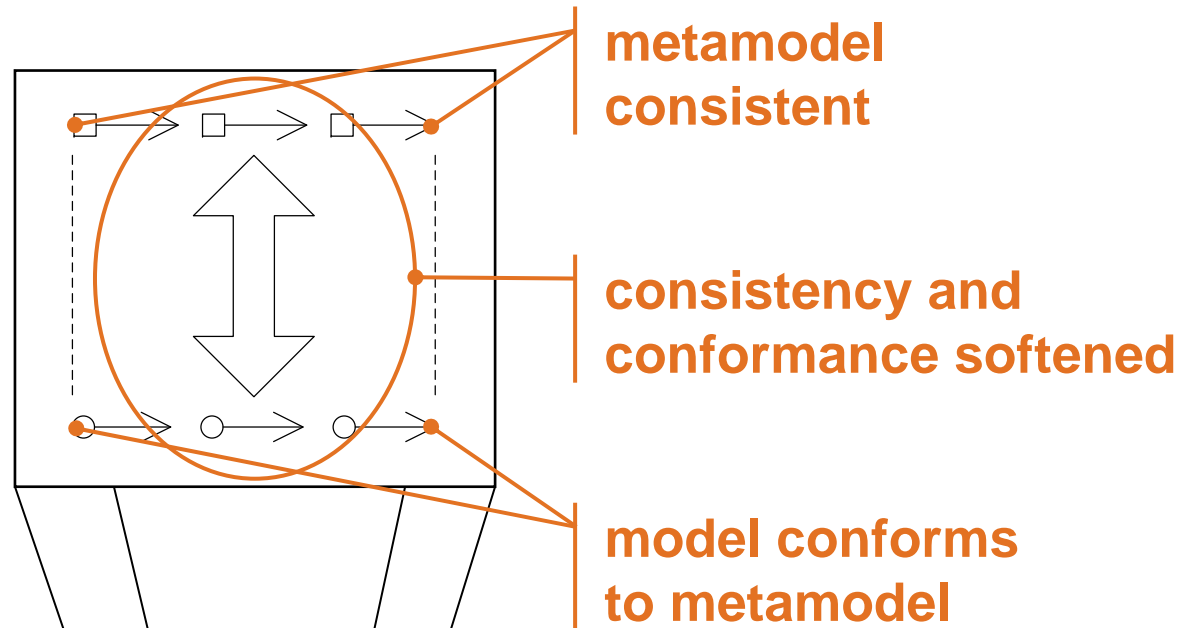 metamodel
consistent
consistency and
conformance softened
model conforms
to metamodel